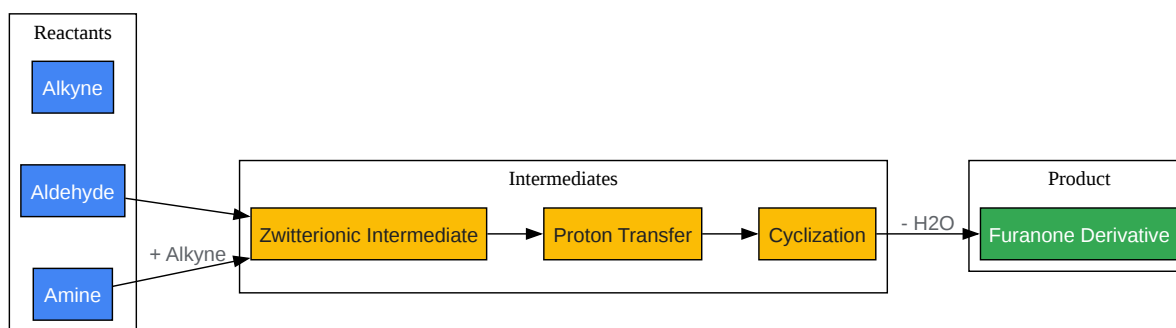 Reactants
Alkyne
Aldehyde
Amine
+ Alkyne
Intermediates
Zwitterionic Intermediate
Proton Transfer
Cyclization
- H2O
Product
Furanone Derivative